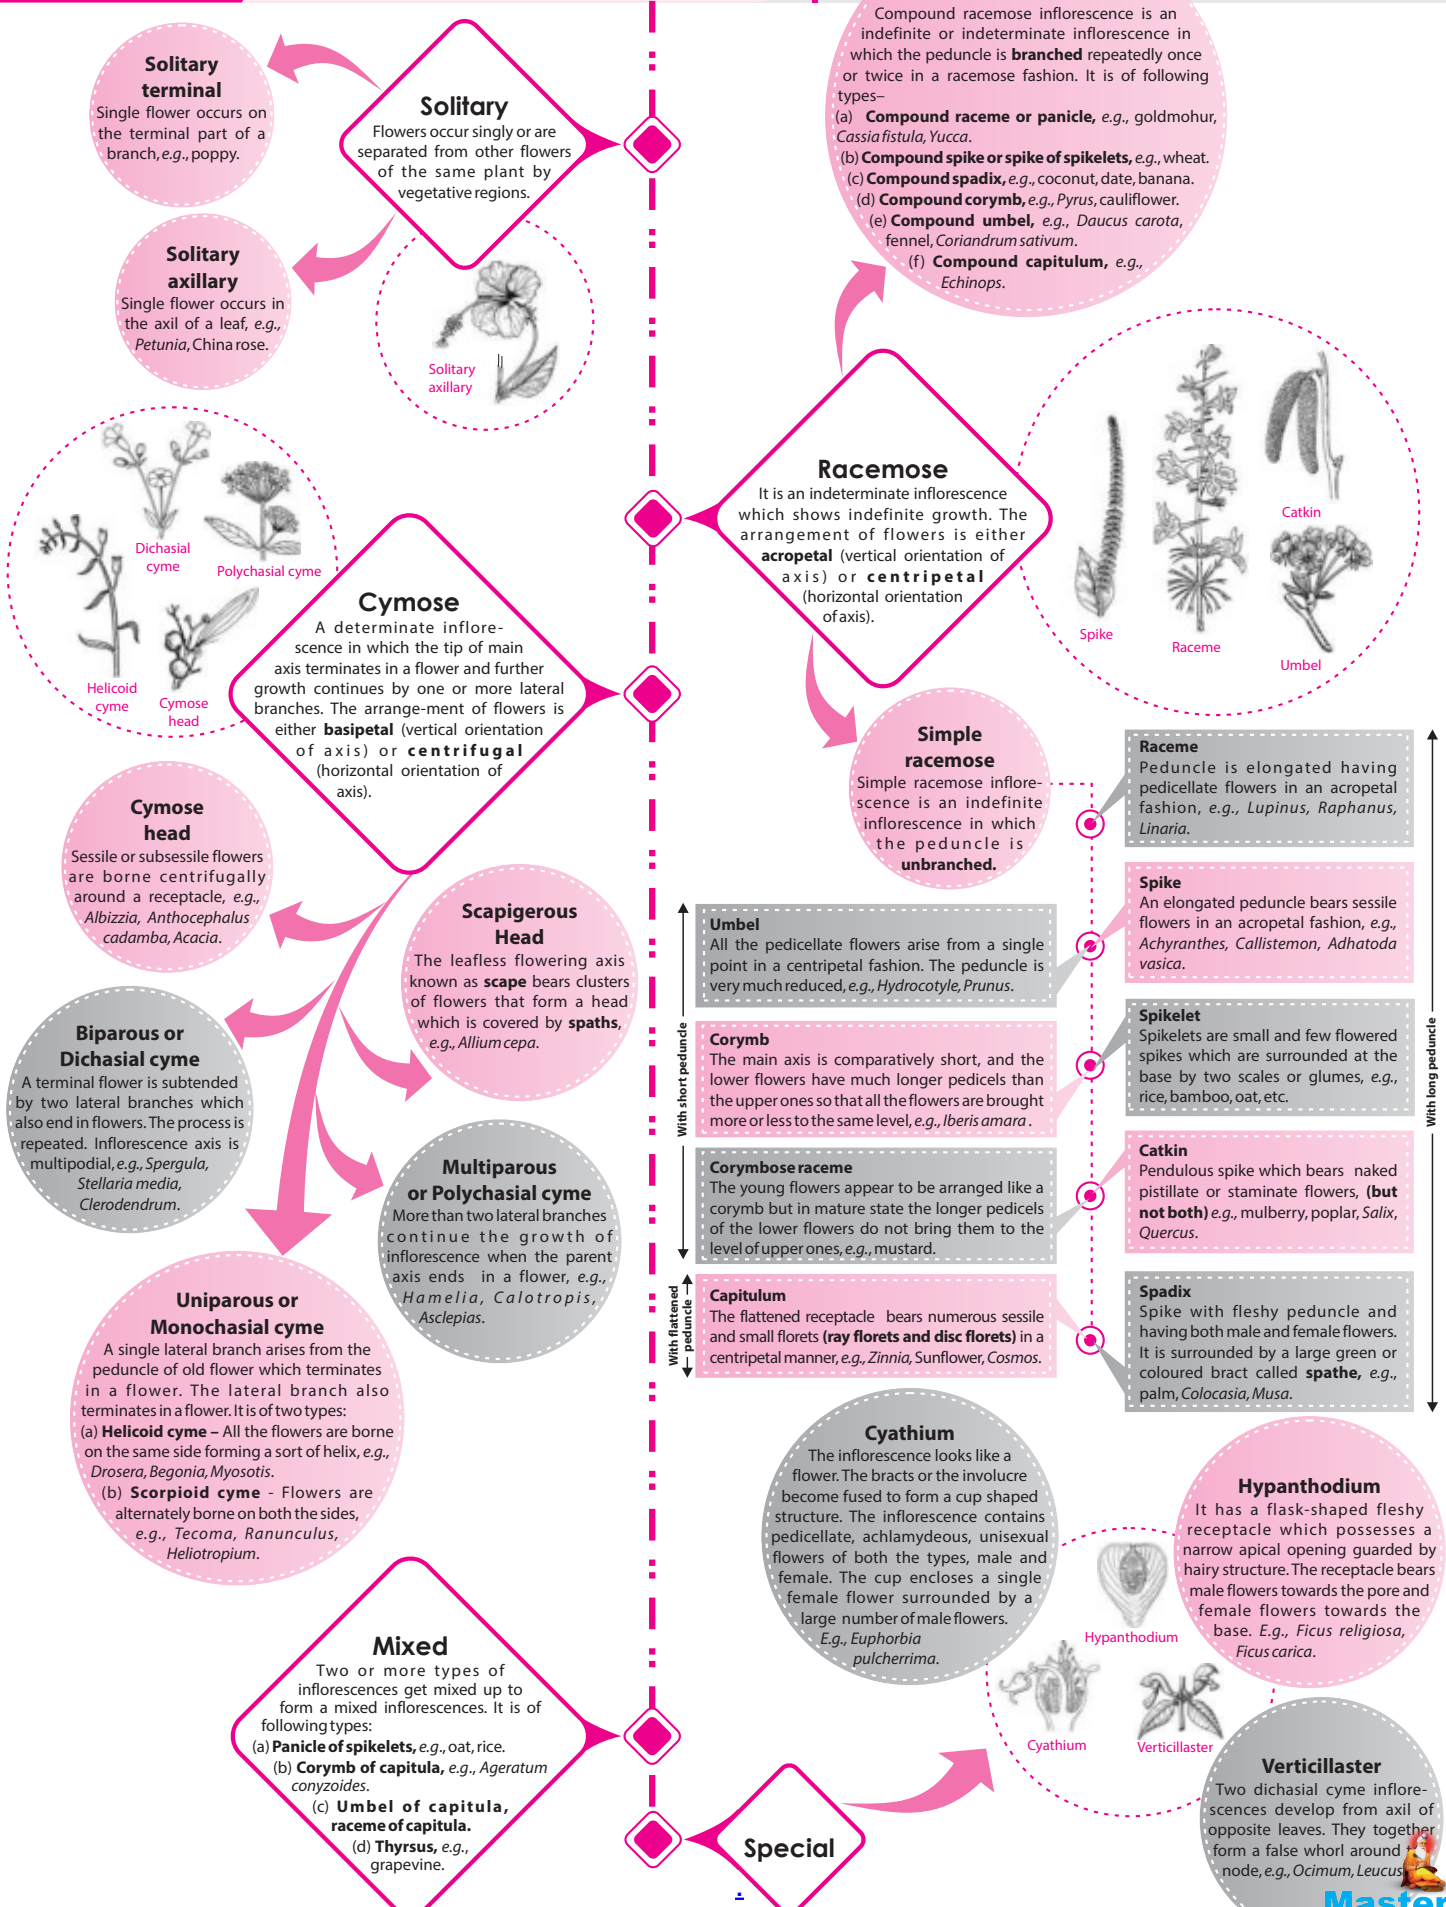 Solitary
terminal
Single flower occurs on
the terminal part of a
branch, e.g., poppy.
Solitary
Flowers occur singly or are
separated from other flowers
of the same plant by
vegetative regions.
Solitary
axillary
Single flower occurs in
the axil of a leaf, e.g.,
Petunia, China rose.
Solitary
axillary
Compound racemose inflorescence is an
indefinite or indeterminate inflorescence in
which the peduncle is branched repeatedly once
or twice in a racemose fashion. It is of following
types–
(a) Compound raceme or panicle, e.g., goldmohur,
Cassia fistula, Yucca.
(b) Compound spike or spike of spikelets, e.g., wheat.
(c) Compound spadix, e.g., coconut, date, banana.
(d) Compound corymb, e.g., Pyrus, cauliflower.
(e) Compound umbel, e.g., Daucus carota,
fennel, Coriandrum sativum.
(f) Compound capitulum, e.g.,
Echinops.
Racemose
It is an indeterminate inflorescence
which shows indefinite growth. The
arrangement of flowers is either
acropetal (vertical orientation of
axis) or centripetal
(horizontal orientation
of axis).
Spike
Raceme
Catkin
Umbel
Dichasial
cyme
Polychasial cyme
Helicoid
cyme
Cymose
head
Cymose
A determinate inflore-
scence in which the tip of main
axis terminates in a flower and further
growth continues by one or more lateral
branches. The arrange-ment of flowers is
either basipetal (vertical orientation
of axis) or centrifugal
(horizontal orientation of
axis).
Cymose
head
Sessile or subsessile flowers
are borne centrifugally
around a receptacle, e.g.,
Albizzia, Anthocephalus
cadamba, Acacia.
Scapigerous
Head
The leafless flowering axis
known as scape bears clusters
of flowers that form a head
which is covered by spaths,
e.g., Allium cepa.
Biparous or
Dichasial cyme
A terminal flower is subtended
by two lateral branches which
also end in flowers. The process is
repeated. Inflorescence axis is
multipodial, e.g., Spergula,
Stellaria media,
Clerodendrum.
Multiparous
or Polychasial cyme
More than two lateral branches
continue the growth of
inflorescence when the parent
axis ends in a flower, e.g.,
Hamelia, Calotropis,
Asclepias.
Uniparous or
Monochasial cyme
A single lateral branch arises from the
peduncle of old flower which terminates
in a flower. The lateral branch also
terminates in a flower. It is of two types:
(a) Helicoid cyme – All the flowers are borne
on the same side forming a sort of helix, e.g.,
Drosera, Begonia, Myosotis.
(b) Scorpioid cyme - Flowers are
alternately borne on both the sides,
e.g., Tecoma, Ranunculus,
Heliotropium.
Simple
racemose
Simple racemose inflore-
scence is an indefinite
inflorescence in which
the peduncle is
unbranched.
Raceme
Peduncle is elongated having
pedicellate flowers in an acropetal
fashion, e.g., Lupinus, Raphanus,
Linaria.
Spike
An elongated peduncle bears sessile
flowers in an acropetal fashion, e.g.,
Achyranthes, Callistemon, Adhatoda
vasica.
Spikelet
Spikelets are small and few flowered
spikes which are surrounded at the
base by two scales or glumes, e.g.,
rice, bamboo, oat, etc.
Catkin
Pendulous spike which bears naked
pistillate or staminate flowers, (but
not both) e.g., mulberry, poplar, Salix,
Quercus.
Spadix
Spike with fleshy peduncle and
having both male and female flowers.
It is surrounded by a large green or
coloured bract called spathe, e.g.,
palm, Colocasia, Musa.
With long peduncle
Umbel
All the pedicellate flowers arise from a single
point in a centripetal fashion. The peduncle is
very much reduced, e.g., Hydrocotyle, Prunus.
Corymb
The main axis is comparatively short, and the
lower flowers have much longer pedicels than
the upper ones so that all the flowers are brought
more or less to the same level, e.g., Iberis amara .
Corymbose raceme
The young flowers appear to be arranged like a
corymb but in mature state the longer pedicels
of the lower flowers do not bring them to the
level of upper ones, e.g., mustard.
With short peduncle
Capitulum
The flattened receptacle bears numerous sessile
and small florets (ray florets and disc florets) in a
centripetal manner, e.g., Zinnia, Sunflower, Cosmos.
With flattened
peduncle
Cyathium
The inflorescence looks like a
flower. The bracts or the involucre
become fused to form a cup shaped
structure. The inflorescence contains
pedicellate, achlamydeous, unisexual
flowers of both the types, male and
female. The cup encloses a single
female flower surrounded by a
large number of male flowers.
E.g., Euphorbia
pulcherrima.
Hypanthodium
It has a flask-shaped fleshy
receptacle which possesses a
narrow apical opening guarded by
hairy structure. The receptacle bears
male flowers towards the pore and
female flowers towards the
base. E.g., Ficus religiosa,
Ficus carica.
Hypanthodium
Cyathium
Verticillaster
Verticillaster
Two dichasial cyme inflore-
scences develop from axil of
opposite leaves. They together
form a false whorl around
node, e.g., Ocimum, Leucus
Mixed
Two or more types of
inflorescences get mixed up to
form a mixed inflorescences. It is of
following types:
(a) Panicle of spikelets, e.g., oat, rice.
(b) Corymb of capitula, e.g., Ageratum
conyzoides.
(c) Umbel of capitula,
raceme of capitula.
(d) Thyrsus, e.g.,
grapevine.
Special
Master